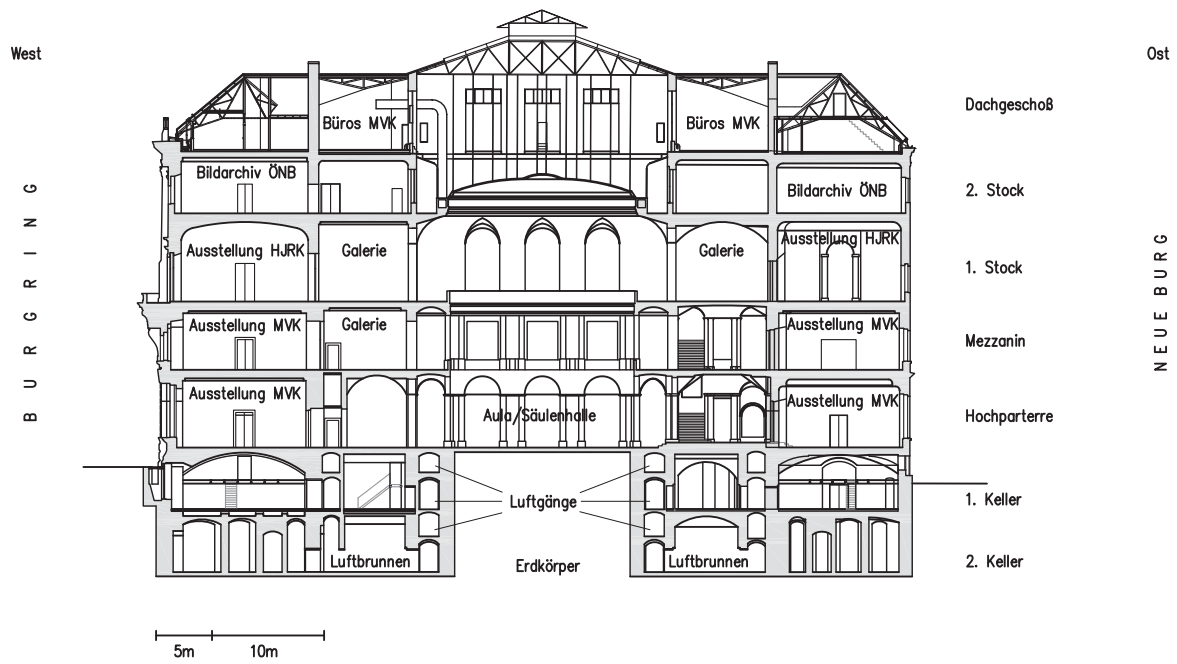 West
Ost
BURGRING
NEUE BURG
Dachgeschoß
Büros MVK
Büros MVK
2. Stock
Bildarchiv ÖNB
Bildarchiv ÖNB
1. Stock
Ausstellung HJRK
Galerie
Galerie
Ausstellung HJRK
Mezzanin
Ausstellung MVK
Galerie
Ausstellung MVK
Hochparterre
Ausstellung MVK
Aula/Säulenhalle
Ausstellung MVK
1. Keller
Luftgänge
2. Keller
Luftbrunnen
Erdkörper
Luftbrunnen
5m
10m